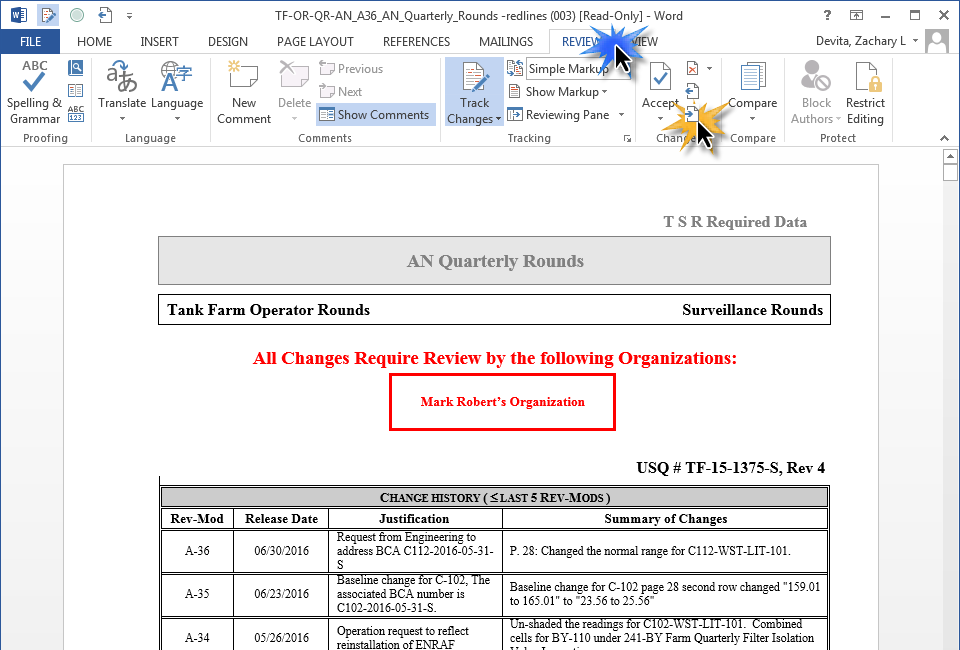 TF-OR-QR-AN_A36_AN_Quarterly_Rounds -redlines (003) [Read-Only] - Word
FILE HOME INSERT DESIGN PAGE LAYOUT REFERENCES MAILINGS REVIEW VIEW Devita, Zachary L
ABC
Spelling & Grammar
ABC
123
Proofing
Translate
Language
Language
New Comment
Delete
Previous
Next
Show Comments
Comments
Track Changes
Simple Markup
Show Markup
Reviewing Pane
Tracking
Accept
Compare
Compare
Block Authors
Restrict Editing
Protect
T S R Required Data
AN Quarterly Rounds
Tank Farm Operator Rounds Surveillance Rounds
All Changes Require Review by the following Organizations:
Mark Robert's Organization
USQ # TF-15-1375-S, Rev 4
CHANGE HISTORY ( ≤LAST 5 REV-MODS )
Rev-Mod Release Date Justification Summary of Changes
A-36 06/30/2016
Request from Engineering to
address BCA C112-2016-05-31-
S
P. 28: Changed the normal range for C112-WST-LIT-101.
A-35 06/23/2016
Baseline change for C-102, The
associated BCA number is
C102-2016-05-31-S.
Baseline change for C-102 page 28 second row changed "159.01
to 165.01" to "23.56 to 25.56"
A-34 05/26/2016
Operation request to reflect
reinstallation of ENRAF
Un-shaded the readings for C102-WST-LIT-101. Combined
cells for BY-110 under 241-BY Farm Quarterly Filter Isolation